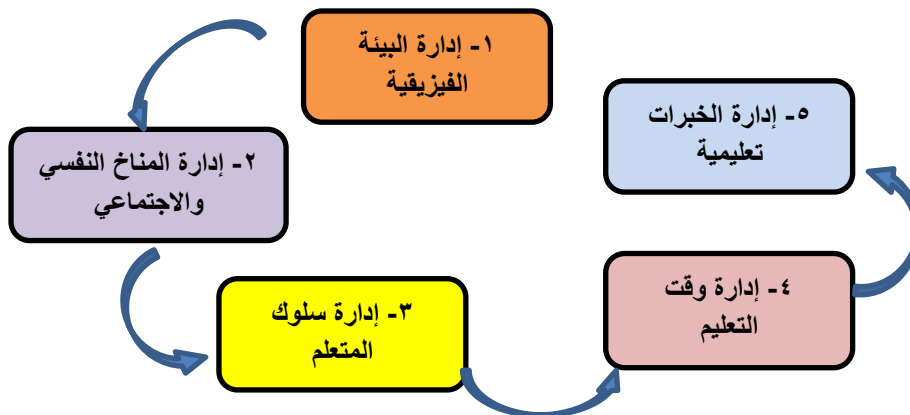 ١- إدارة البيئة
الفيزيقية
٢- إدارة المناخ النفسي
والاجتماعي
٣- إدارة سلوك
المتعلم
٤- إدارة وقت
التعليم
٥- إدارة الخبرات
تعليمية